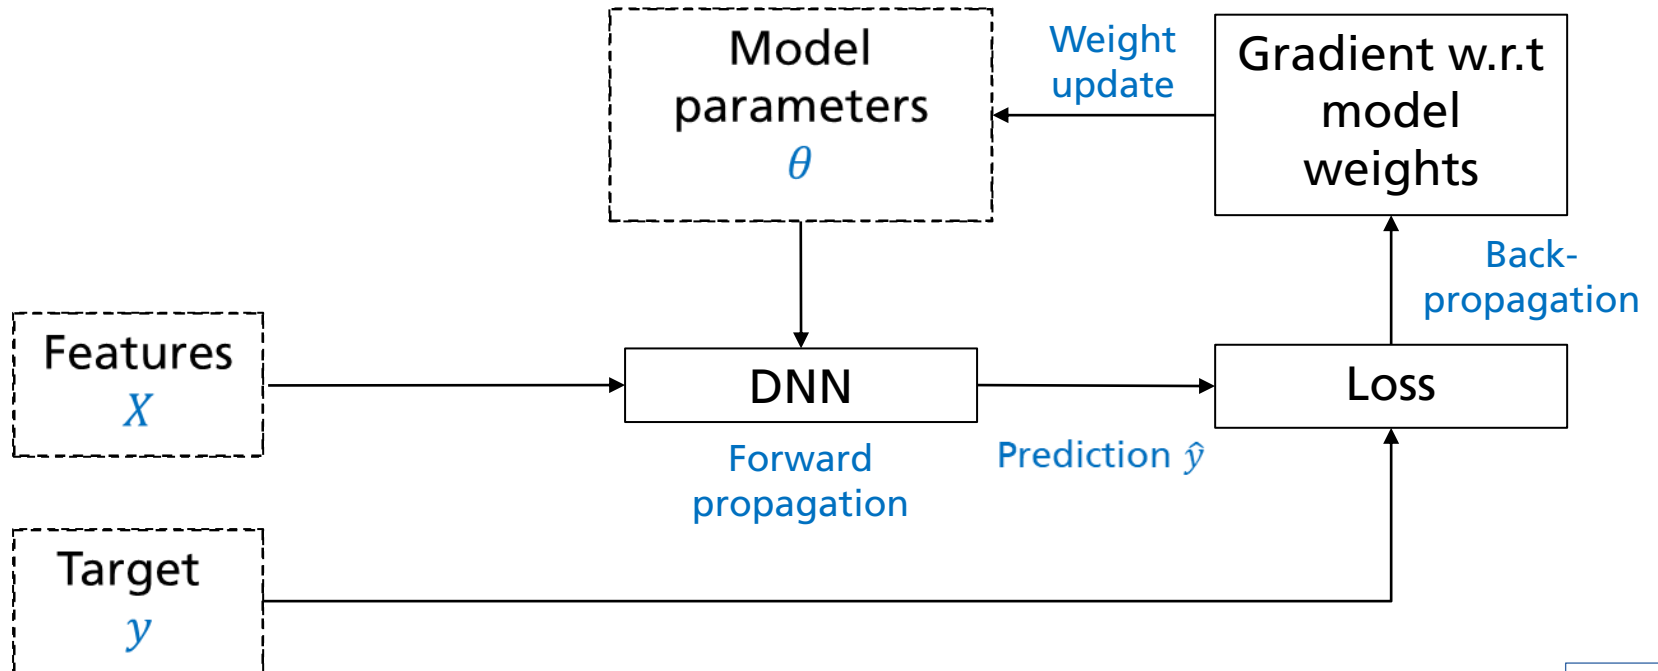 Model
parameters
θ
Weight
update
Gradient w.r.t
model
weights
Back-
propagation
Features
X
DNN
Loss
Forward
propagation
Prediction ŷ
Target
y